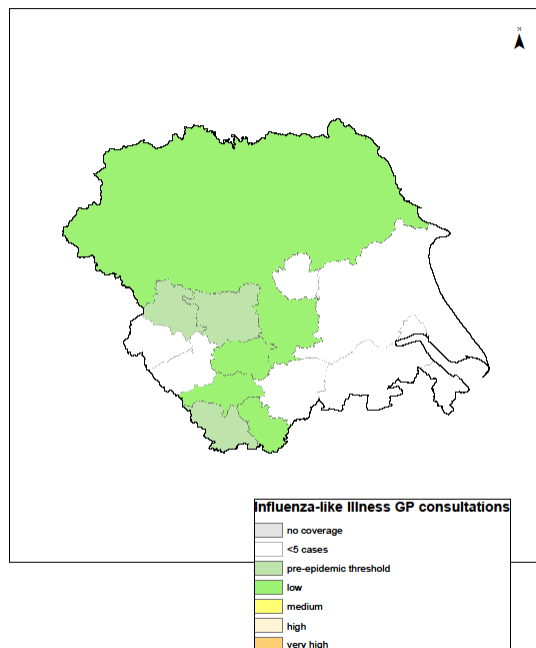 N
Influenza-like Illness GP consultations
no coverage
<5 cases
pre-epidemic threshold
low
medium
high
very high